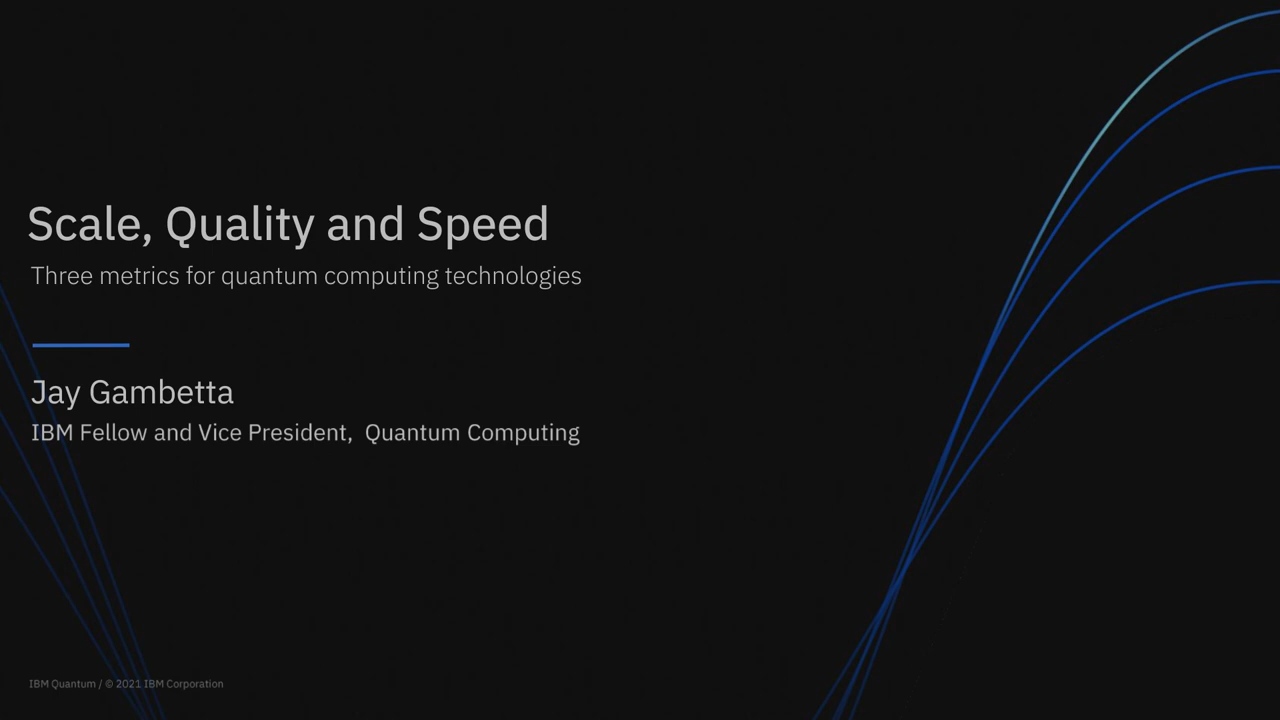 Scale, Quality and Speed
Three metrics for quantum computing technologies
Jay Gambetta
IBM Fellow and Vice President, Quantum Computing
IBM Quantum / © 2021 IBM Corporation